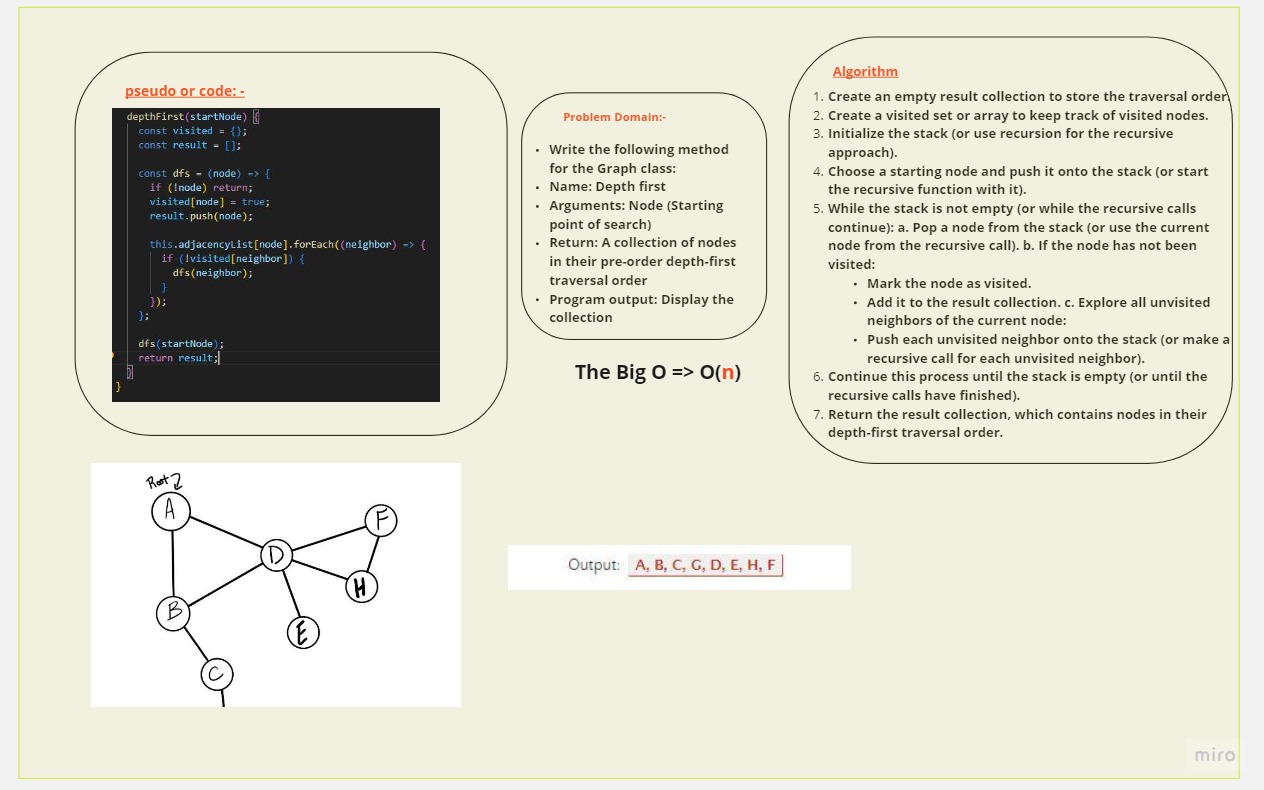 pseudo or code: -
depthFirst(startNode) {
const visited = {};
const result = [];
const dfs = (node) => {
if (!node) return;
visited[node] = true;
result.push(node);
this.adjacencyList[node].forEach((neighbor) => {
if (!visited[neighbor]) {
dfs(neighbor);
}
});
};
dfs(startNode);
return result;
}
}
Problem Domain:-
• Write the following method
for the Graph class:
• Name: Depth first
• Arguments: Node (Starting
point of search)
• Return: A collection of nodes
in their pre-order depth-first
traversal order
• Program output: Display the
collection
The Big O => O(n)
Algorithm
1. Create an empty result collection to store the traversal order.
2. Create a visited set or array to keep track of visited nodes.
3. Initialize the stack (or use recursion for the recursive
approach).
4. Choose a starting node and push it onto the stack (or start
the recursive function with it).
5. While the stack is not empty (or while the recursive calls
continue): a. Pop a node from the stack (or use the current
node from the recursive call). b. If the node has not been
visited:
• Mark the node as visited.
• Add it to the result collection. c. Explore all unvisited
neighbors of the current node:
• Push each unvisited neighbor onto the stack (or make a
recursive call for each unvisited neighbor).
6. Continue this process until the stack is empty (or until the
recursive calls have finished).
7. Return the result collection, which contains nodes in their
depth-first traversal order.
Root
A
F
D
H
B
E
C
Output: A, B, C, G, D, E, H, F
miro